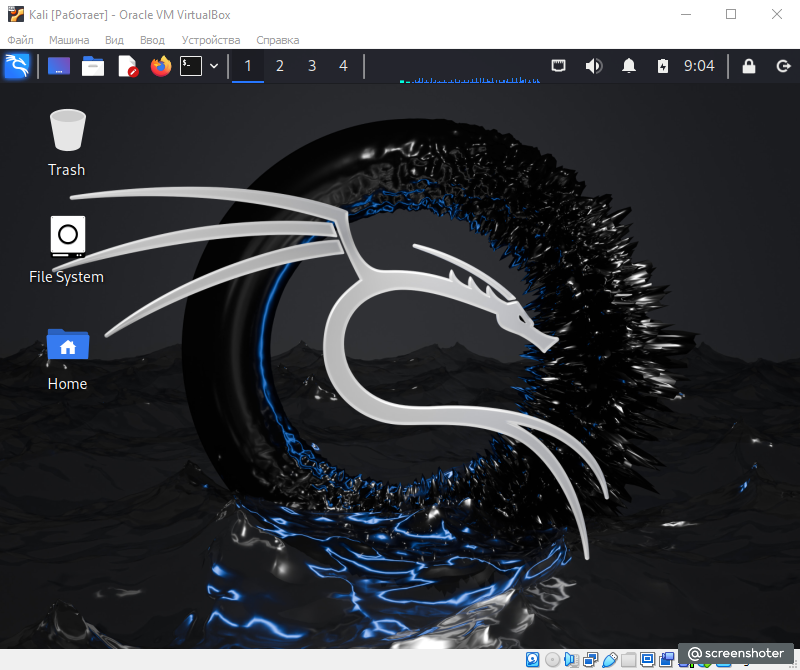 Kali [Работает] - Oracle VM VirtualBox
Файл Машина Вид Ввод Устройства Справка
1 2 3 4 9:04
Trash
File System
Home
@screenshoter